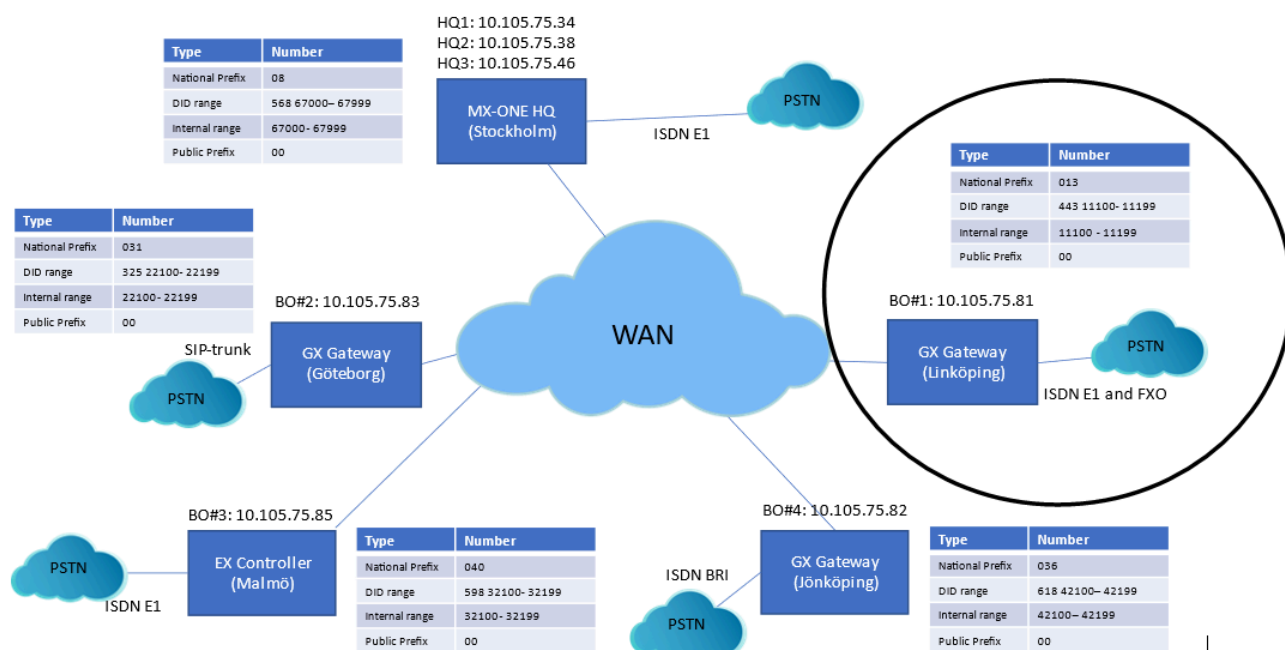 HQ1: 10.105.75.34
HQ2: 10.105.75.38
HQ3: 10.105.75.46
Type Number
National Prefix 08
DID range 568 67000– 67999
Internal range 67000- 67999
Public Prefix 00
MX-ONE HQ
(Stockholm)
PSTN
ISDN E1
Type Number
National Prefix 013
DID range 443 11100- 11199
Internal range 11100 - 11199
Public Prefix 00
Type Number
National Prefix 031
DID range 325 22100- 22199
Internal range 22100- 22199
Public Prefix 00
BO#2: 10.105.75.83
SIP-trunk
GX Gateway
(Göteborg)
PSTN
WAN
BO#1: 10.105.75.81
GX Gateway
(Linköping)
PSTN
ISDN E1 and FXO
BO#3: 10.105.75.85
EX Controller
(Malmö)
PSTN
ISDN E1
Type Number
National Prefix 040
DID range 598 32100- 32199
Internal range 32100- 32199
Public Prefix 00
BO#4: 10.105.75.82
GX Gateway
(Jönköping)
ISDN BRI
PSTN
Type Number
National Prefix 036
DID range 618 42100– 42199
Internal range 42100– 42199
Public Prefix 00